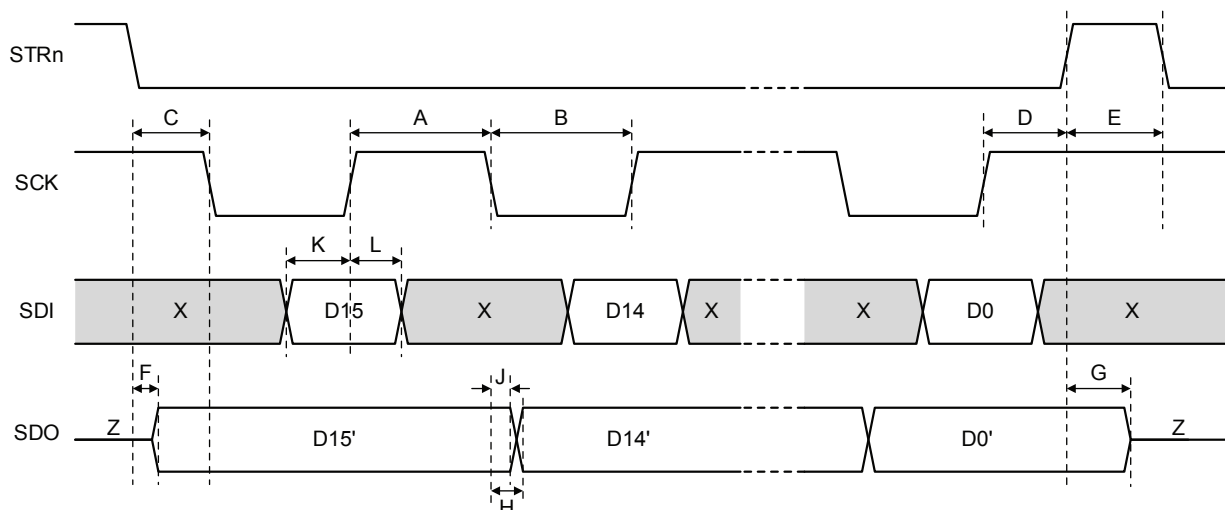 STRn
C A B D E
SCK
K L
SDI X D15 X D14 X X D0 X
F J G
SDO Z D15' D14' D0' Z
H